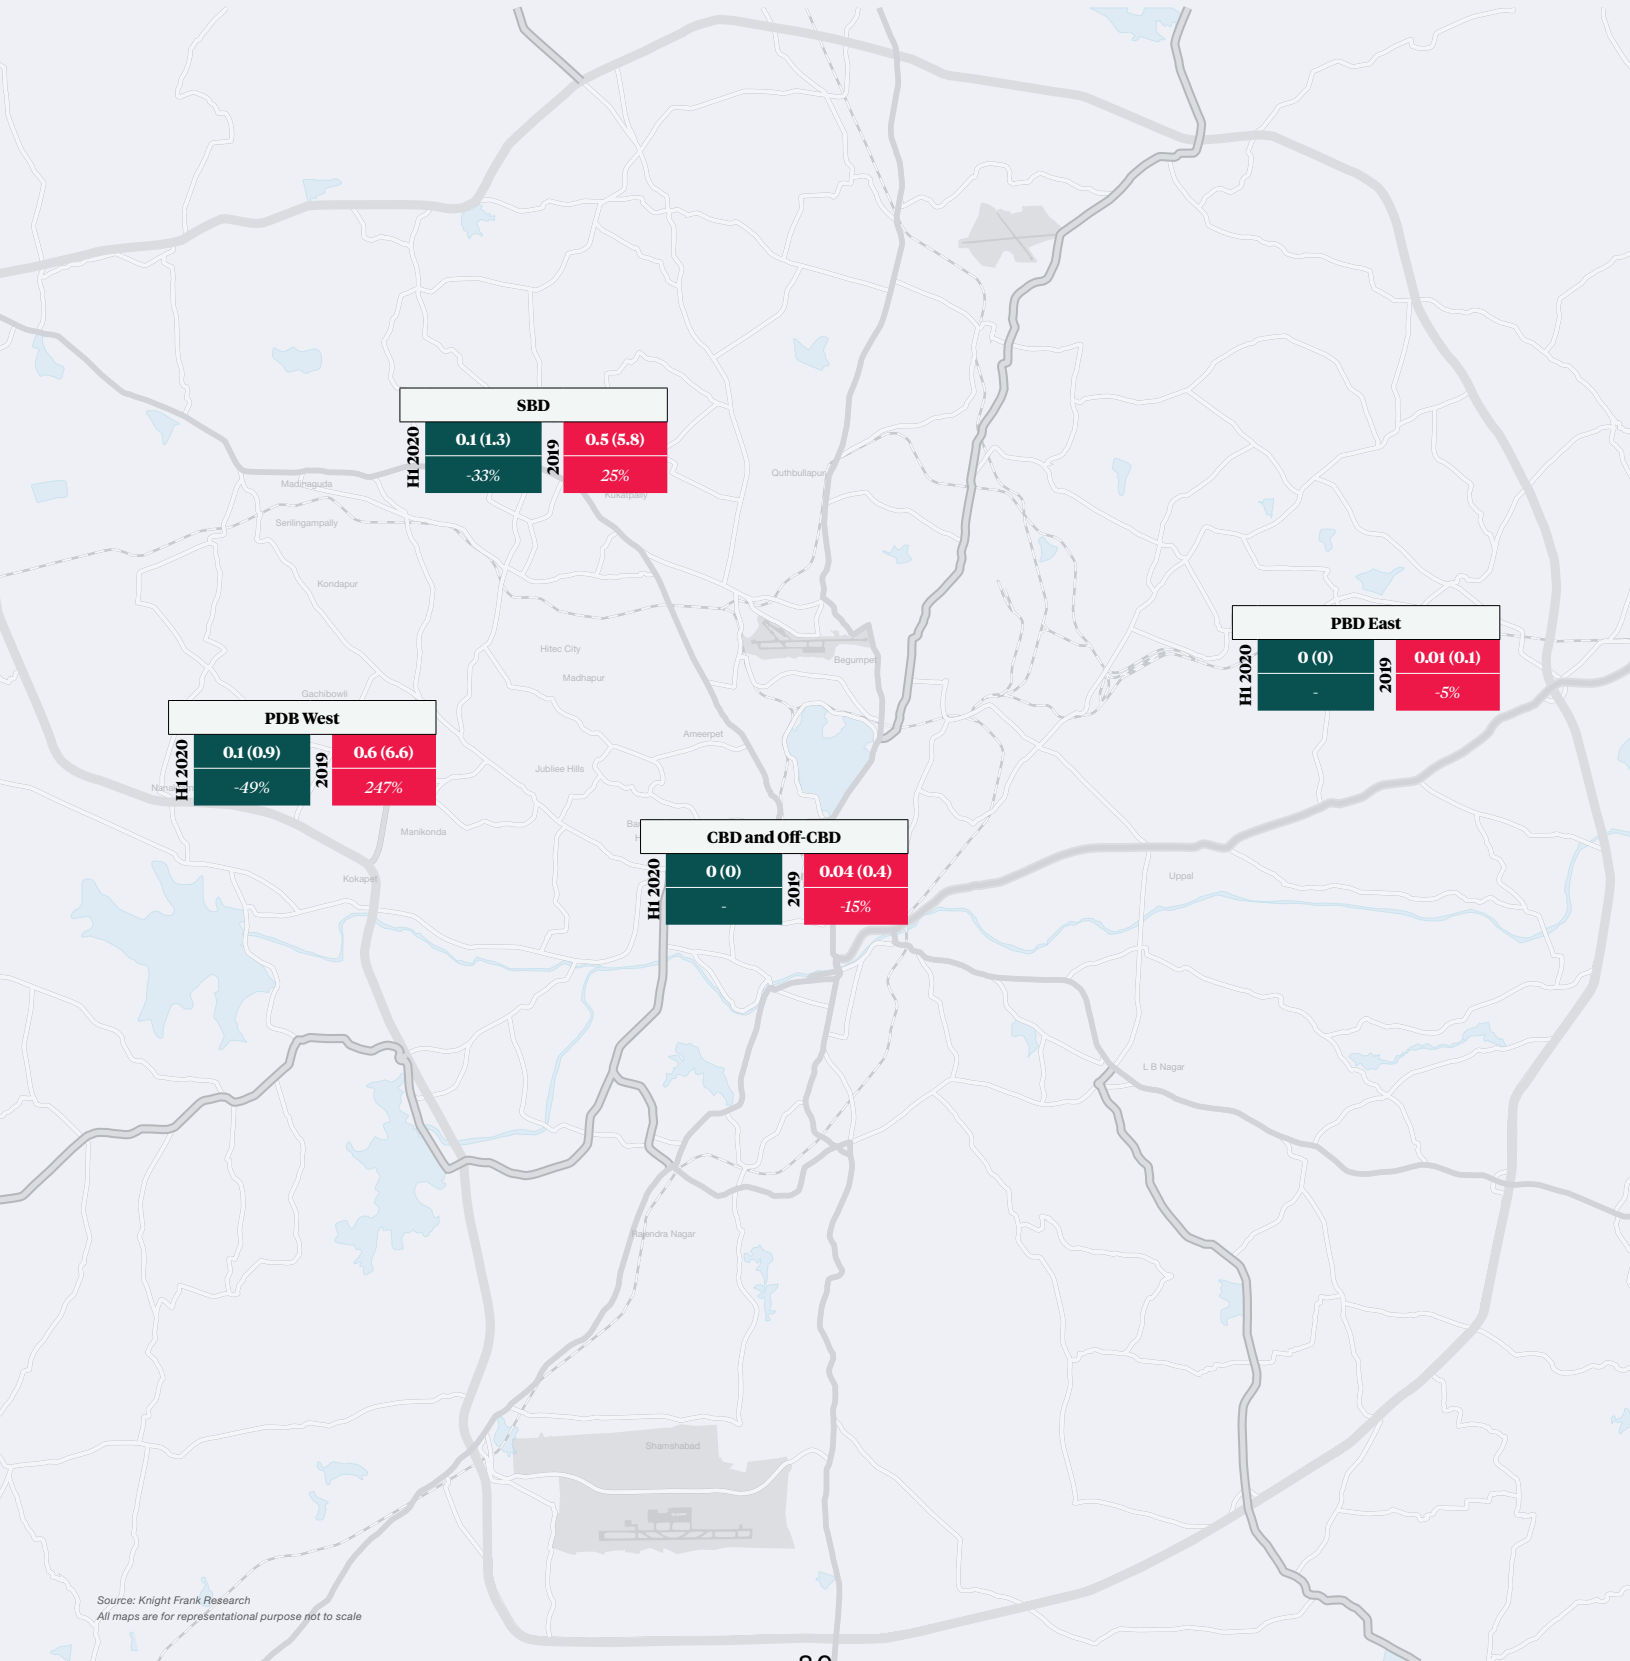 SBD
H1 2020
0.1 (1.3)
2019
0.5 (5.8)
-33%
25%
Kukatpally
Quthbullapur
Madinaguda
Serilingampally
Kondapur
PBD East
H1 2020
0 (0)
2019
0.01 (0.1)
-
-5%
Hitec City
Begumpet
Madhapur
Gachibowli
PDB West
H1 2020
0.1 (0.9)
2019
0.6 (6.6)
-49%
247%
Ameerpet
Jubliee Hills
Manikonda
CBD and Off-CBD
H1 2020
0 (0)
2019
0.04 (0.4)
-
-15%
Kokapet
Uppal
L B Nagar
Rajendra Nagar
Shamshabad
Source: Knight Frank Research
All maps are for representational purpose not to scale